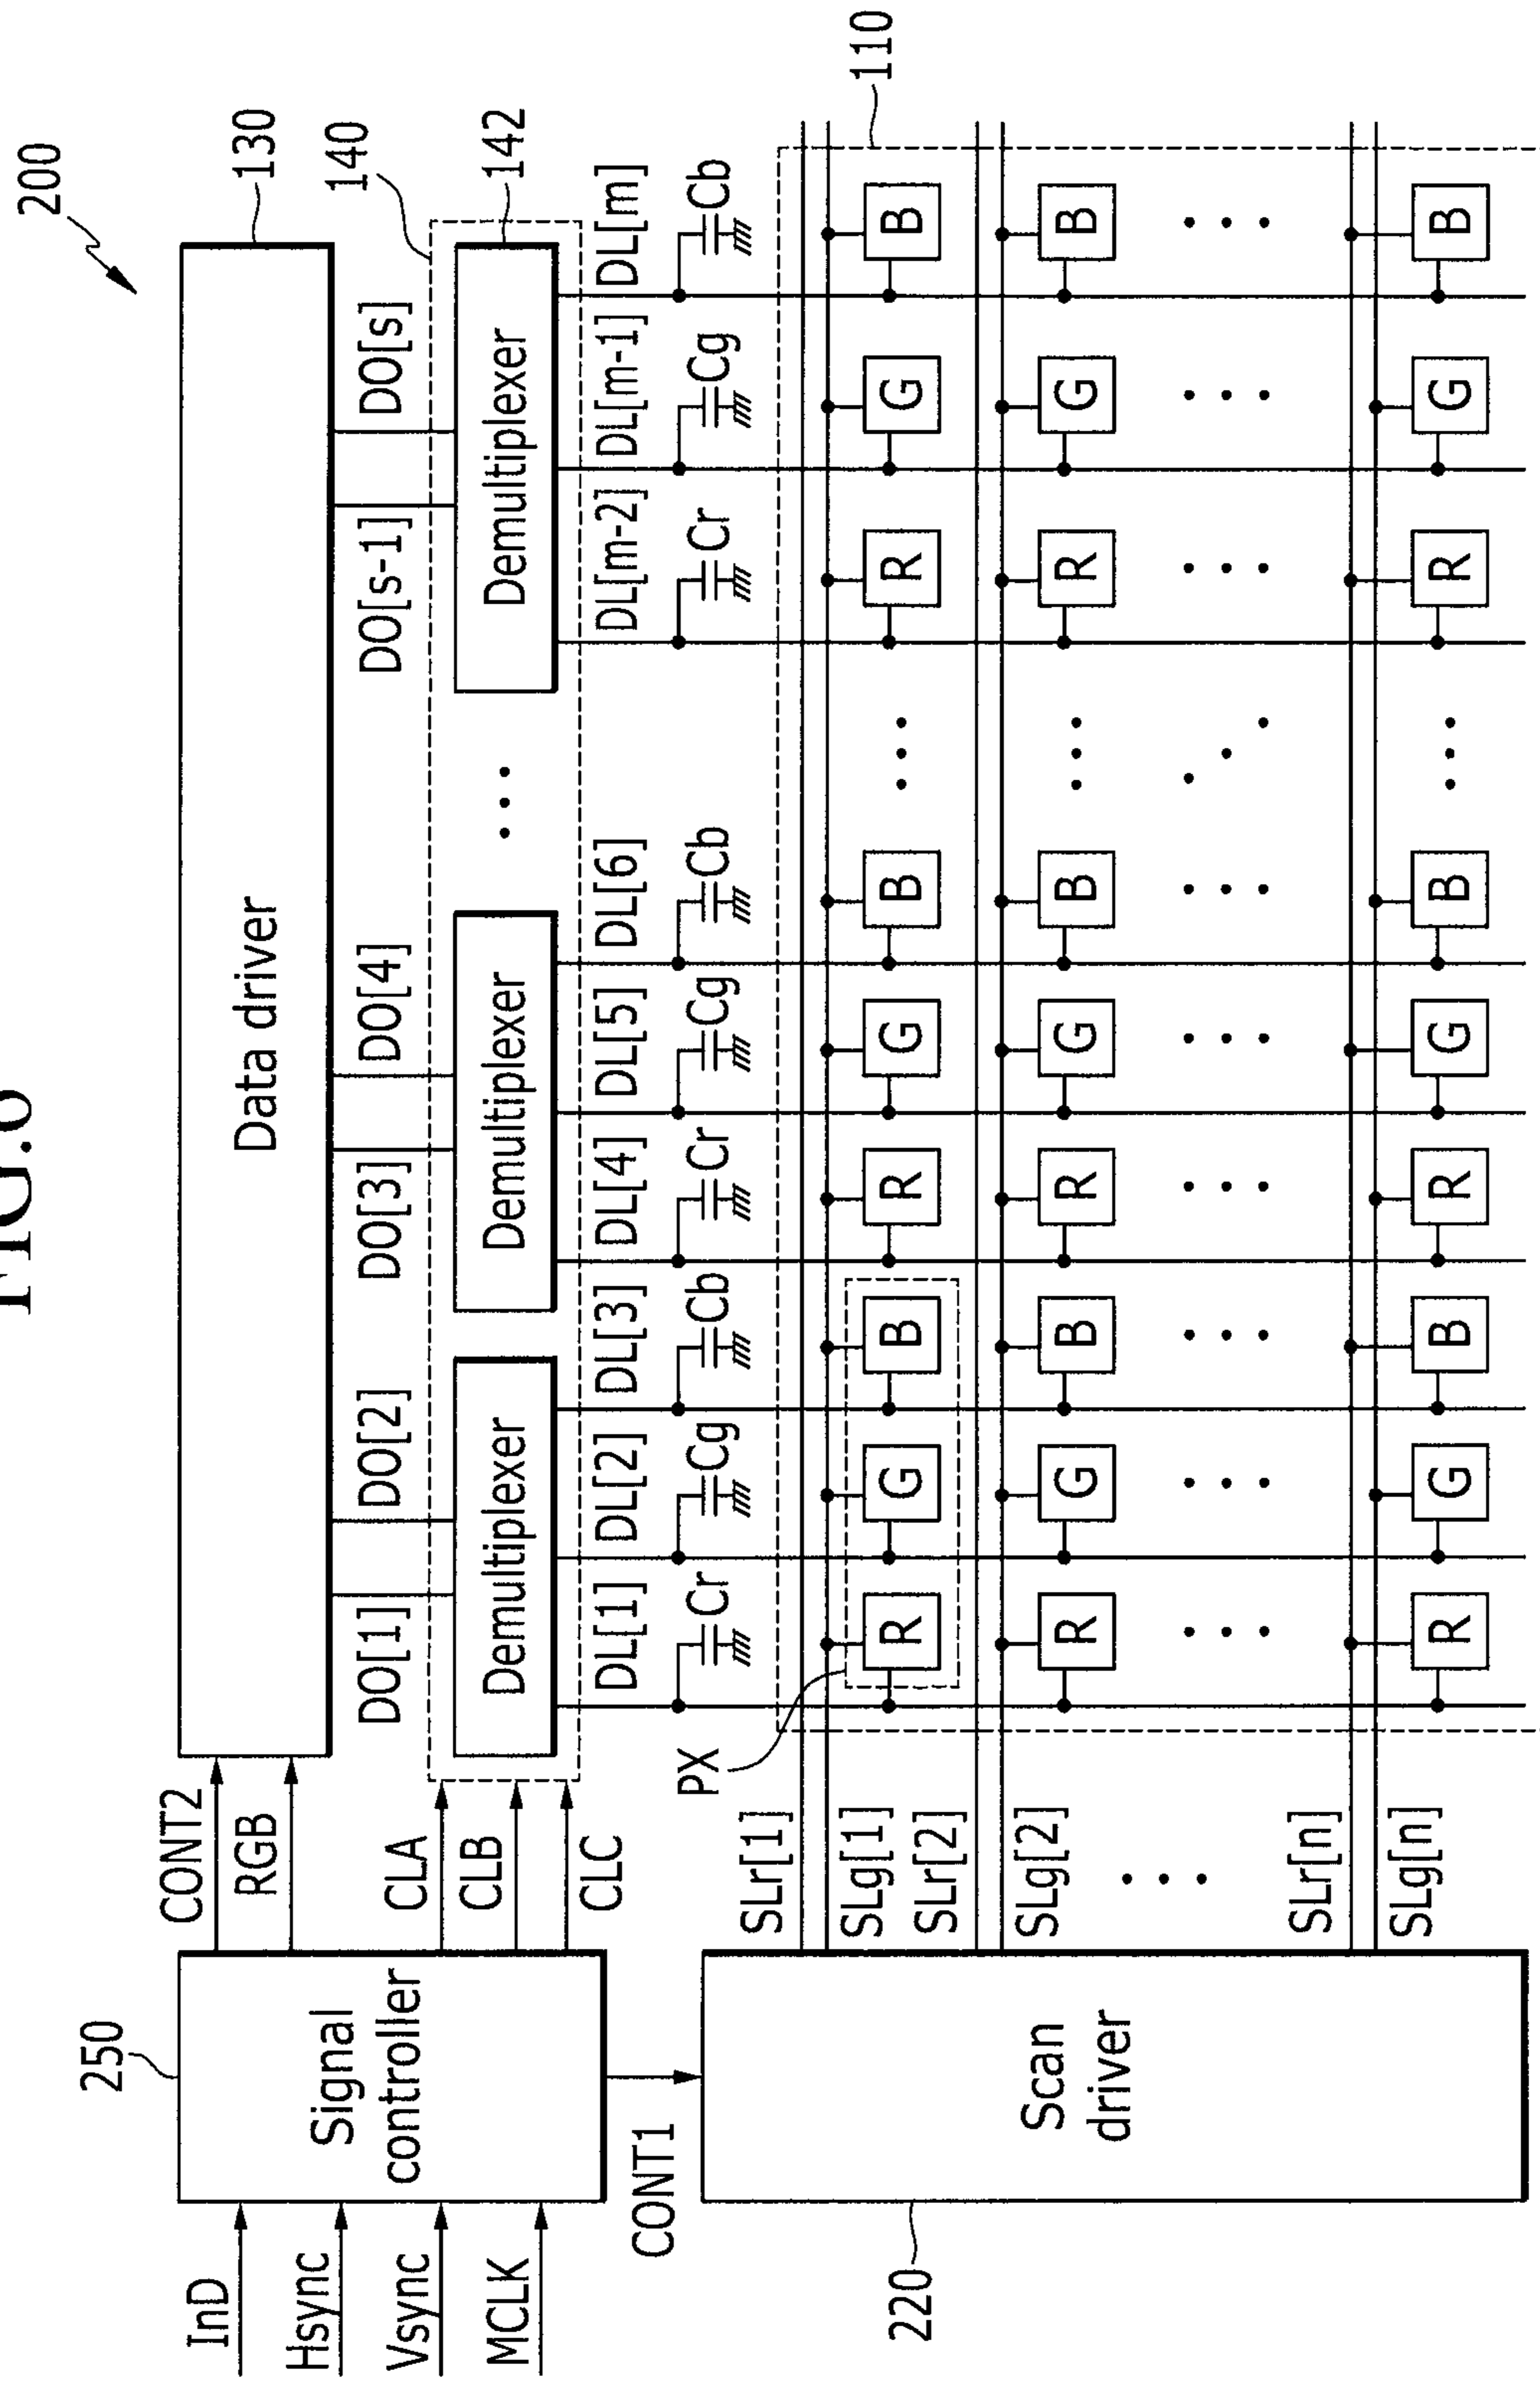 FIG.6
200
250
130
140
142
110
220
InD
Hsync
Vsync
MCLK
Signal
controller
CONT2
RGB
CLA
CLB
CLC
CONT1
Data driver
DO[1]
DO[2]
DO[3]
DO[4]
DO[s-1]
DO[s]
Demultiplexer
Demultiplexer
Demultiplexer
DL[1]
DL[2]
DL[3]
DL[4]
DL[5]
DL[6]
DL[m-2]
DL[m-1]
DL[m]
Cr
Cg
Cb
Cr
Cg
Cb
Cr
Cg
Cb
PX
Scan
driver
SLr[1]
SLg[1]
SLr[2]
SLg[2]
SLr[n]
SLg[n]
R G B R G B R G B
R G B R G B R G B
R G B R G B R G B